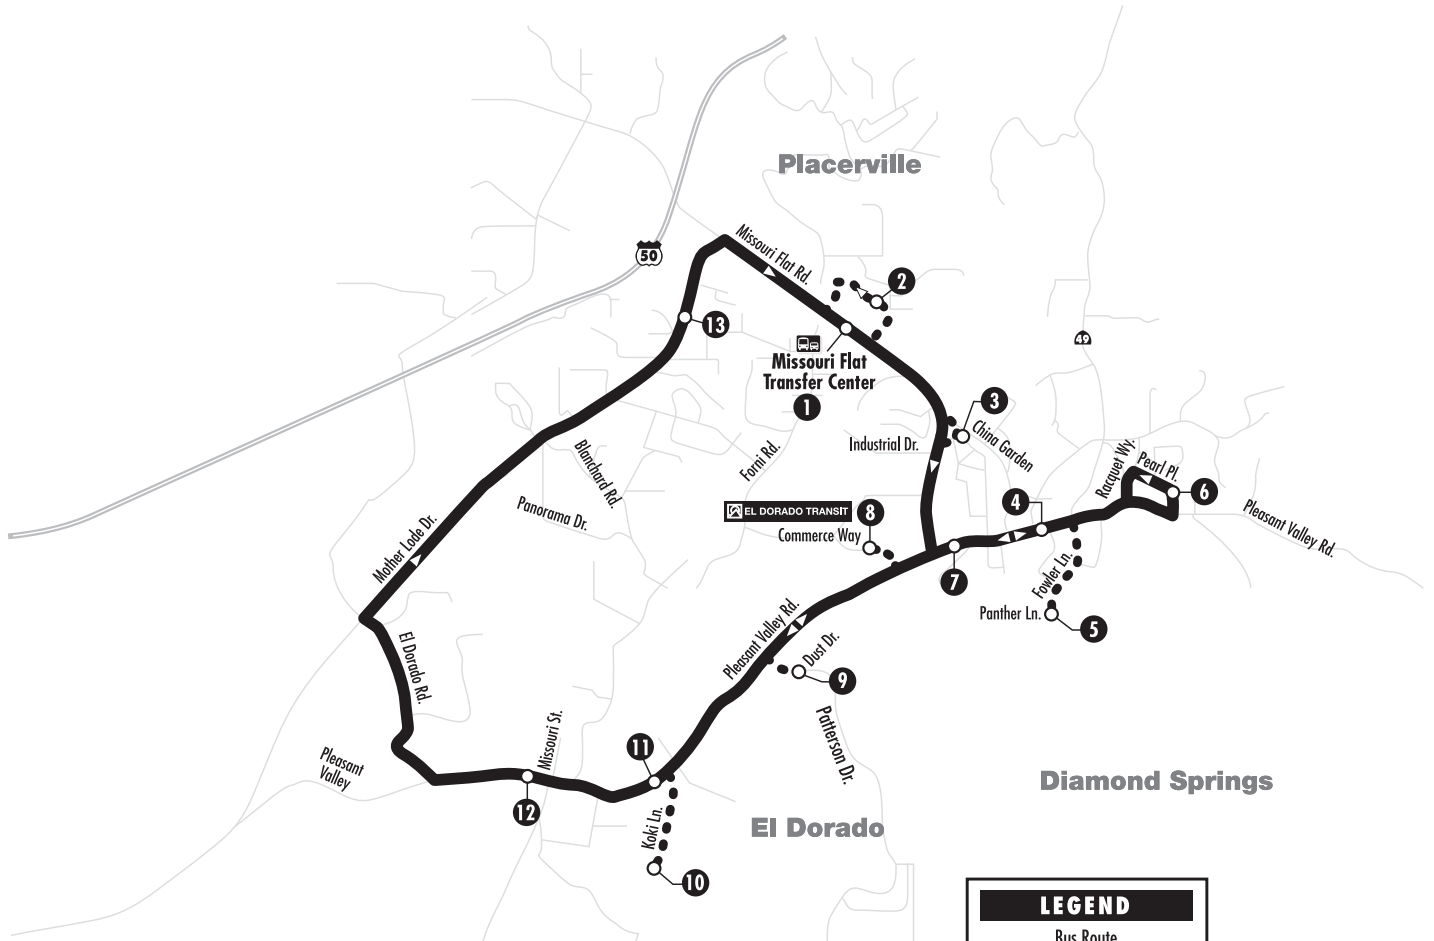 Placerville
Missouri Flat Rd.
50
2
13
49
Missouri Flat
Transfer Center
1
3
China Garden
Industrial Dr.
Forni Rd.
Blanchard Rd.
Panorama Dr.
Racquet Wy.
Pearl Pl.
6
4
8
EL DORADO TRANSIT
Commerce Way
Pleasant Valley Rd.
Mother Lode Dr.
7
Fowler Ln.
Panther Ln.
5
Pleasant Valley Rd.
Dust Dr.
9
El Dorado Rd.
Patterson Dr.
Missouri St.
11
Pleasant
Valley
12
Koki Ln.
10
El Dorado
Diamond Springs
LEGEND
Bus Route